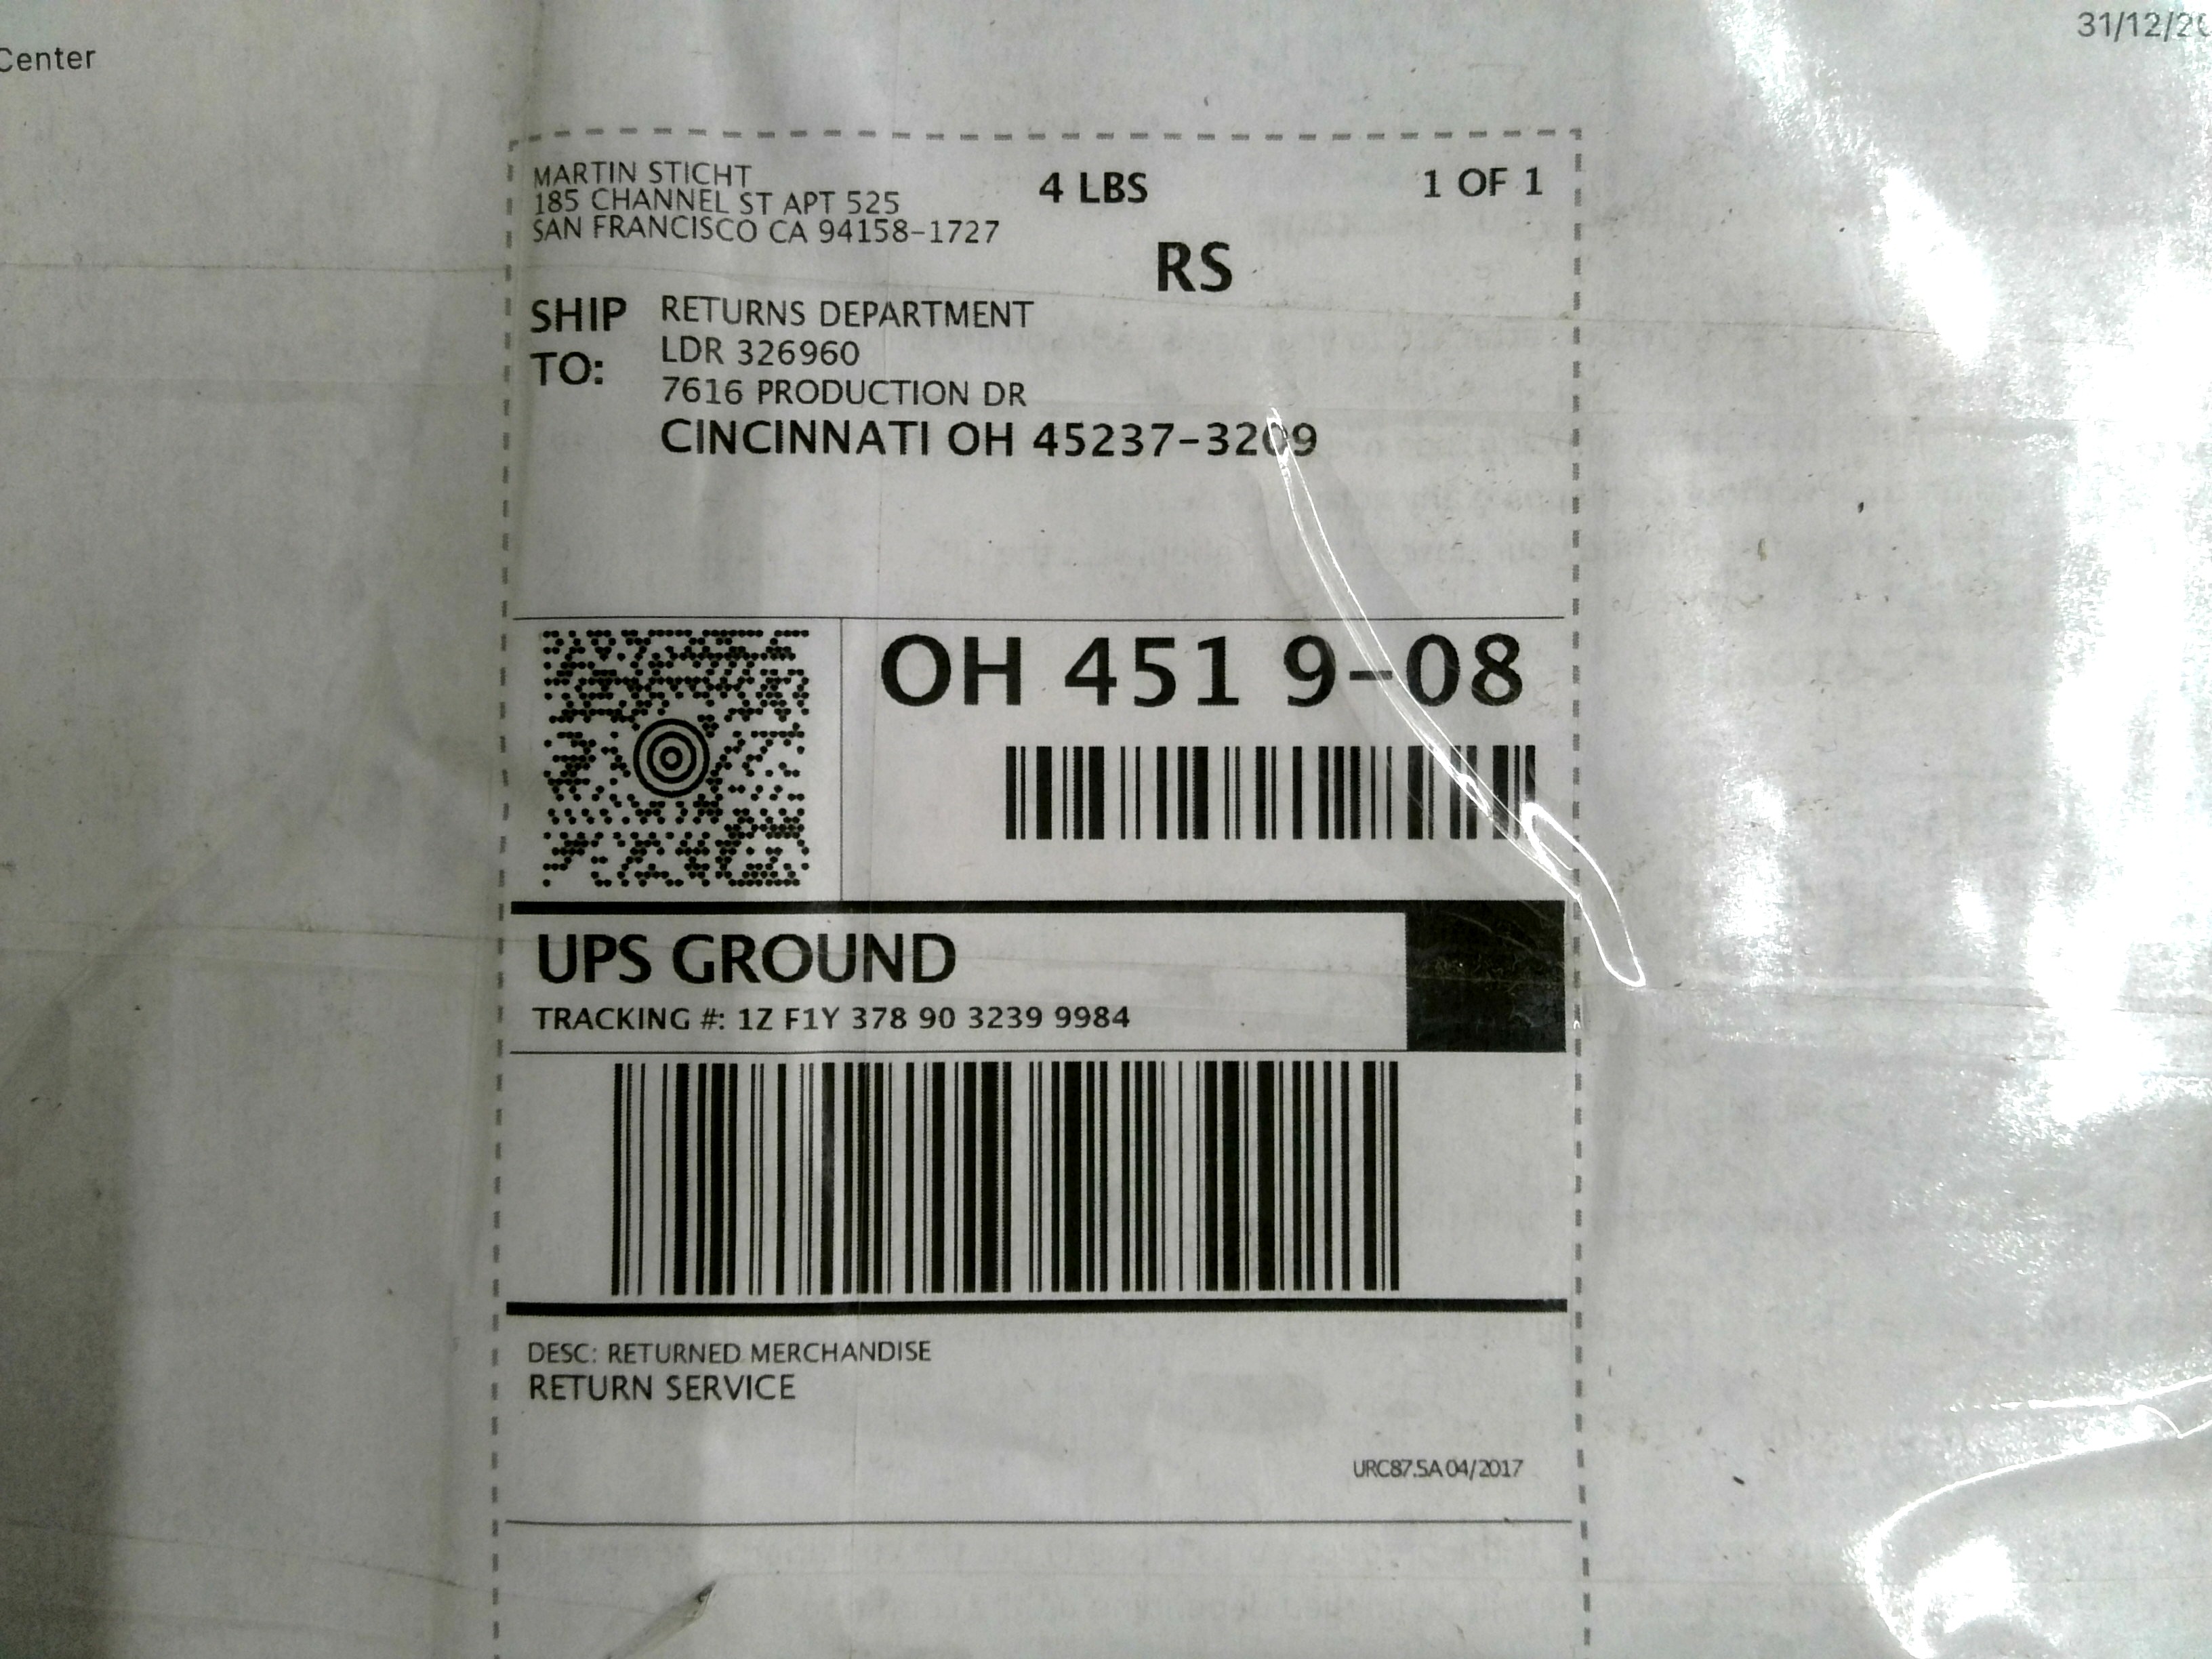 Center
31/12/2
MARTIN STICHT
185 CHANNEL ST APT 525
SAN FRANCISCO CA 94158-1727
4 LBS
1 OF 1
RS
SHIP TO:
RETURNS DEPARTMENT
LDR 326960
7616 PRODUCTION DR
CINCINNATI OH 45237-3209
OH 451 9-08
UPS GROUND
TRACKING #: 1Z F1Y 378 90 3239 9984
DESC: RETURNED MERCHANDISE
RETURN SERVICE
URC87.5A 04/2017